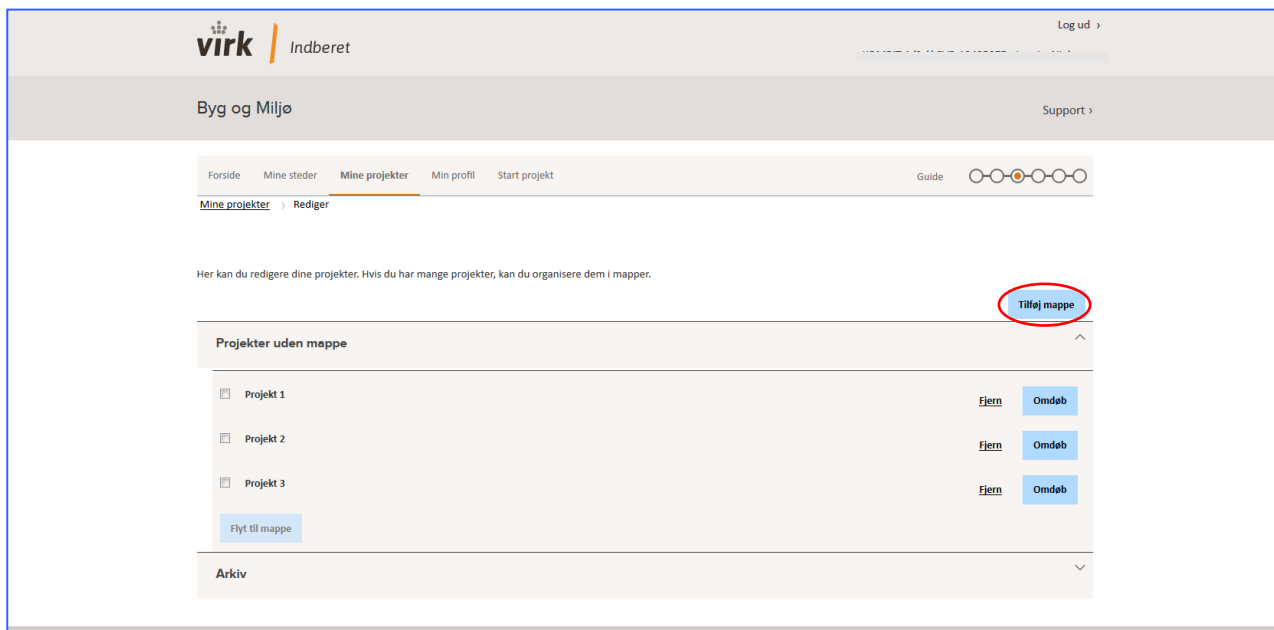 Log ud ›
virk Indberet
Byg og Miljø
Support ›
Forside Mine steder Mine projekter Min profil Start projekt Guide
Mine projekter › Rediger
Her kan du redigere dine projekter. Hvis du har mange projekter, kan du organisere dem i mapper.
Tilføj mappe
Projekter uden mappe
Projekt 1 Fjern Omdøb
Projekt 2 Fjern Omdøb
Projekt 3 Fjern Omdøb
Flyt til mappe
Arkiv